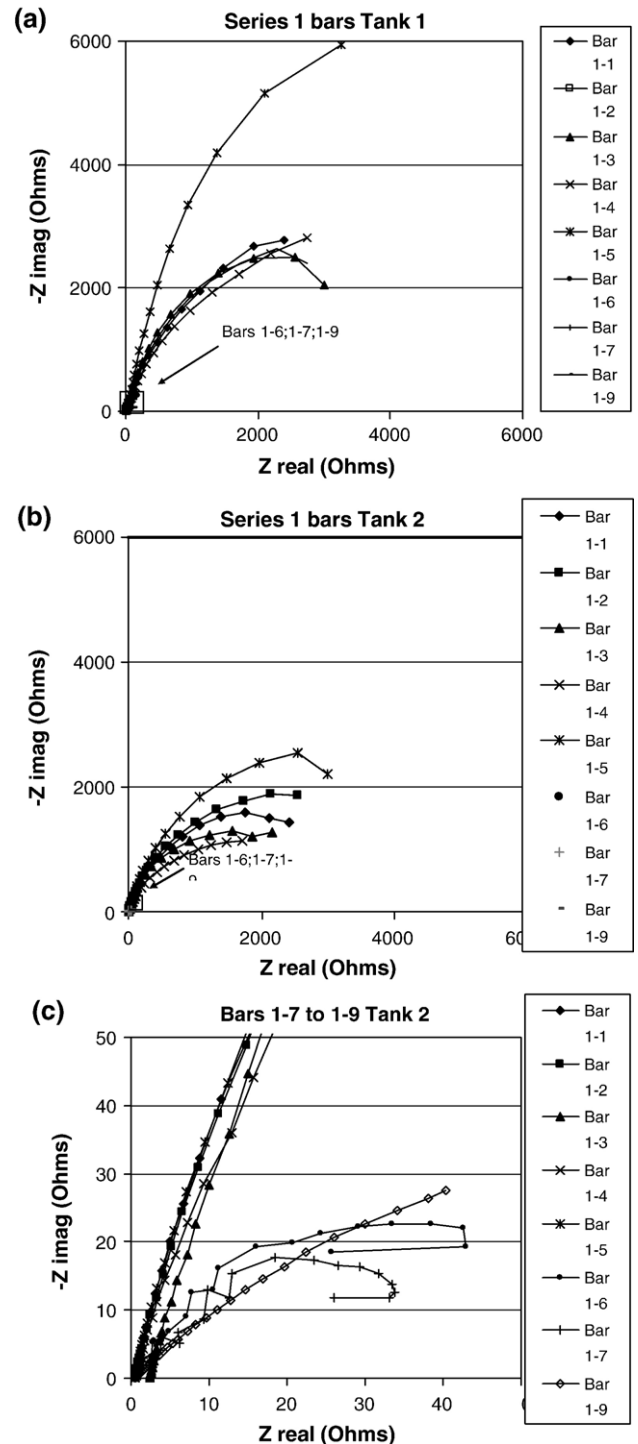 (a)
Series 1 bars Tank 1
6000
4000
2000
0
-Z imag (Ohms)
Bars 1-6;1-7;1-9
0
2000
4000
6000
Z real (Ohms)
Bar
1-1
Bar
1-2
Bar
1-3
Bar
1-4
Bar
1-5
Bar
1-6
Bar
1-7
Bar
1-9
(b)
Series 1 bars Tank 2
6000
4000
2000
0
-Z imag (Ohms)
Bars 1-6;1-7;1-
0
2000
4000
Z real (Ohms)
Bar
1-1
Bar
1-2
Bar
1-3
Bar
1-4
Bar
1-5
Bar
1-6
Bar
1-7
Bar
1-9
(c)
Bars 1-7 to 1-9 Tank 2
50
40
30
20
10
0
-Z imag (Ohms)
0
10
20
30
40
Z real (Ohms)
Bar
1-1
Bar
1-2
Bar
1-3
Bar
1-4
Bar
1-5
Bar
1-6
Bar
1-7
Bar
1-9